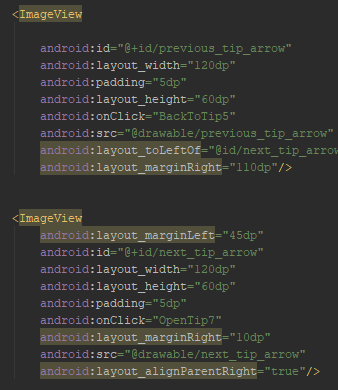 <ImageView
android:id="@+id/previous_tip_arrow"
android:layout_width="120dp"
android:padding="5dp"
android:layout_height="60dp"
android:onClick="BackToTip5"
android:src="@drawable/previous_tip_arrow"
android:layout_toLeftOf="@id/next_tip_arrow
android:layout_marginRight="110dp"/>
<ImageView
android:layout_marginLeft="45dp"
android:id="@+id/next_tip_arrow"
android:layout_width="120dp"
android:layout_height="60dp"
android:padding="5dp"
android:onClick="OpenTip7"
android:layout_marginRight="10dp"
android:src="@drawable/next_tip_arrow"
android:layout_alignParentRight="true"/>